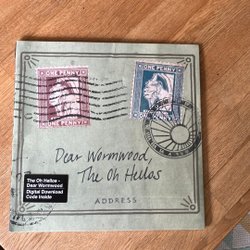 ONE PENNY
ONE PENNY
ONE PENNY
Dear Wormwood,
The Oh Hellos
The Oh Hellos -
Dear Wormwood
Digital Download
Code Inside
ADDRESS